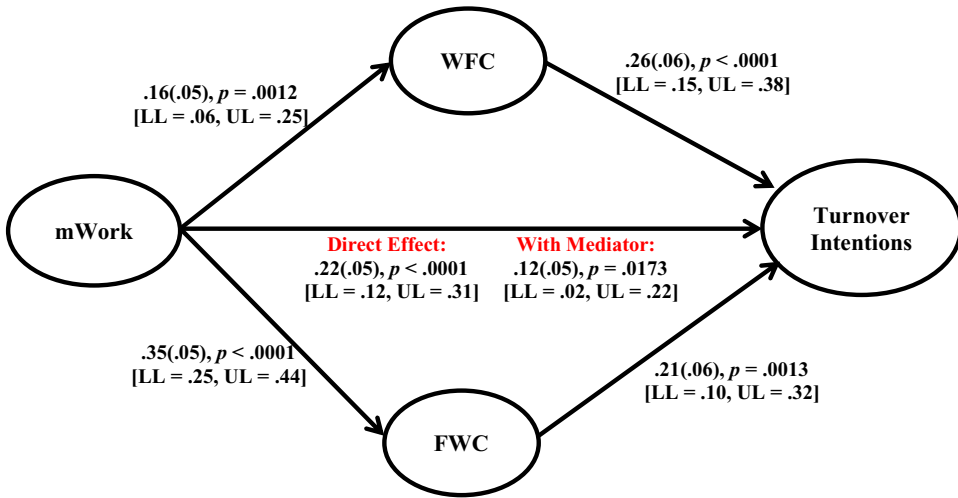 WFC
.16(.05), p = .0012
[LL = .06, UL = .25]
.26(.06), p < .0001
[LL = .15, UL = .38]
mWork
Turnover
Intentions
Direct Effect:
.22(.05), p < .0001
[LL = .12, UL = .31]
With Mediator:
.12(.05), p = .0173
[LL = .02, UL = .22]
.35(.05), p < .0001
[LL = .25, UL = .44]
.21(.06), p = .0013
[LL = .10, UL = .32]
FWC